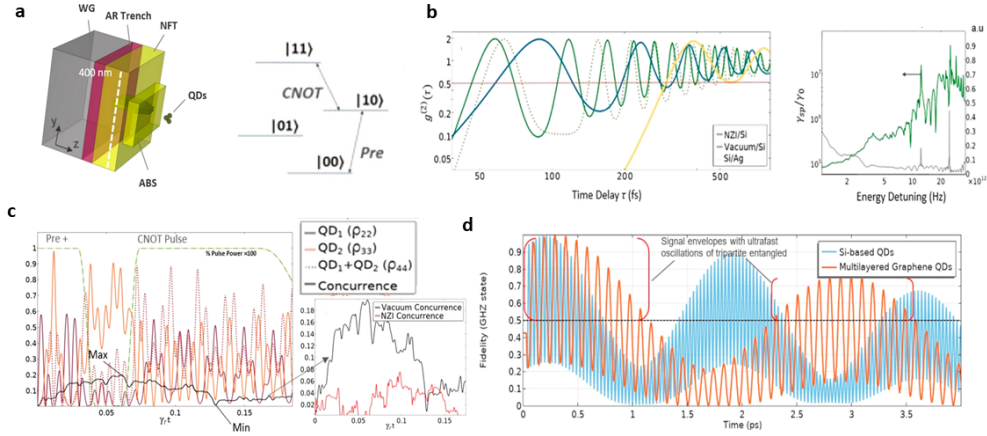 a
WG
AR Trench
NFT
400 nm
QDs
y
z
ABS
|11⟩
CNOT
|10⟩
|01⟩
|00⟩
Pre
b
g⁽²⁾(τ)
2
1
0.5
0.1
0.05
40
80
200
500
Time Delay τ (fs)
NZI/Si
Vacuum/Si
Si/Ag
a.u
γsp/γo
0.9
0.8
0.7
0.6
0.5
0.4
0.3
0.2
0.1
0
2
10
20
×10¹²
Energy Detuning (Hz)
c
Pre +
CNOT Pulse
% Pulse Power ×100
1
0.9
0.8
0.7
0.6
0.5
0.4
0.3
0.2
0.1
Max
Min
0.05
0.1
0.15
γᵣt
QD₁ (ρ₂₂)
QD₂ (ρ₃₃)
QD₁+QD₂ (ρ₄₄)
Concurrence
Vacuum Concurrence
NZI Concurrence
0.18
0.16
0.14
0.12
0.10
0.08
0.06
0.04
0.02
0
0
0.05
0.1
0.15
γᵣt
d
Signal envelopes with ultrafast
oscillations of tripartite entangled
Si-based QDs
Multilayered Graphene QDs
Fidelity (GHZ state)
0.9
0.8
0.7
0.6
0.5
0.4
0.3
0.2
0.1
0
0
0.5
1
1.5
2
2.5
3
3.5
Time (ps)